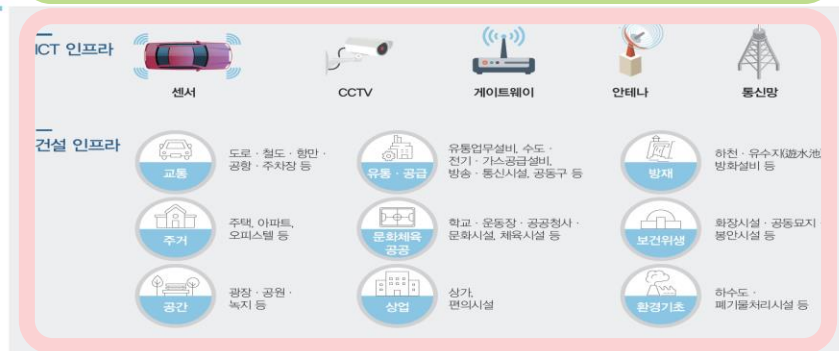 ICT 인프라
센서
CCTV
게이트웨이
안테나
통신망
건설 인프라
교통
도로 · 철도 · 항만 ·
공항 · 주차장 등
유통 · 공급
유통업무설비, 수도 ·
전기 · 가스공급설비,
방송 · 통신시설, 공동구 등
방재
하천 · 유수지(遊水池)
방화설비 등
주거
주택, 아파트,
오피스텔 등
문화체육
공공
학교 · 운동장 · 공공청사 ·
문화시설, 체육시설 등
보건위생
화장시설 · 공동묘지 ·
봉안시설 등
공간
광장 · 공원 ·
녹지 등
상업
상가,
편의시설
환경기초
하수도 ·
폐기물처리시설 등